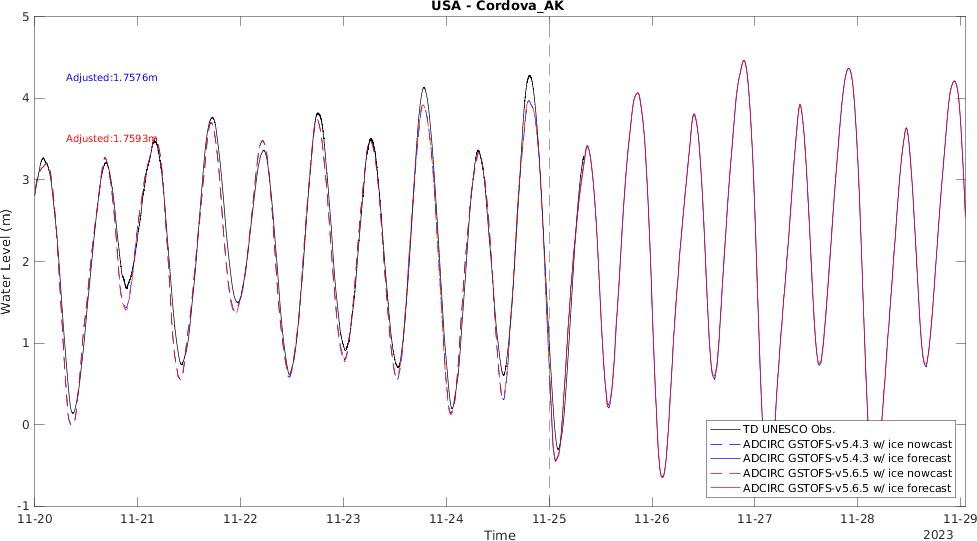 USA - Cordova_AK
Adjusted:1.7576m
Adjusted:1.7593m
Water Level (m)
5
4
3
2
1
0
-1
TD UNESCO Obs.
ADCIRC GSTOFS-v5.4.3 w/ ice nowcast
ADCIRC GSTOFS-v5.4.3 w/ ice forecast
ADCIRC GSTOFS-v5.6.5 w/ ice nowcast
ADCIRC GSTOFS-v5.6.5 w/ ice forecast
11-20 11-21 11-22 11-23 11-24 11-25 11-26 11-27 11-28 11-29
Time
2023